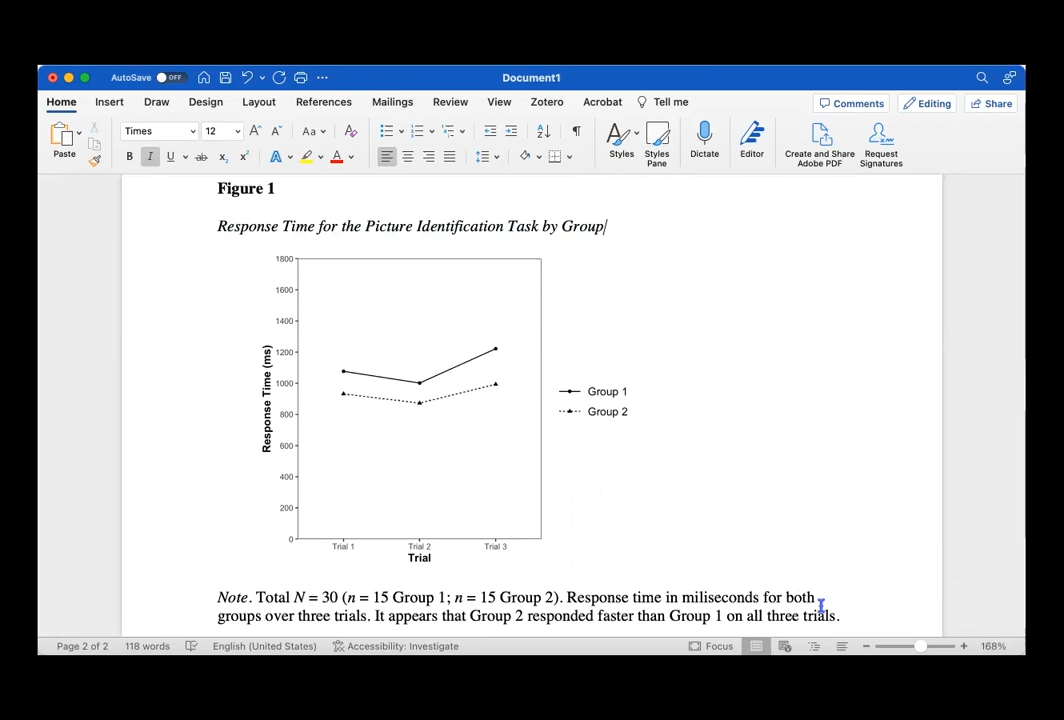 AutoSave OFF
Document1
Home Insert Draw Design Layout References Mailings Review View Zotero Acrobat Tell me
Comments Editing Share
Paste
Times 12
Aa
B I U ab x₂ x² A A
Styles
Styles Pane
Dictate
Editor
Create and Share Adobe PDF
Request Signatures
Figure 1
Response Time for the Picture Identification Task by Group
1800
1600
1400
1200
1000
800
600
400
200
0
Response Time (ms)
Group 1
Group 2
Trial 1 Trial 2 Trial 3
Trial
Note. Total N = 30 (n = 15 Group 1; n = 15 Group 2). Response time in miliseconds for both
groups over three trials. It appears that Group 2 responded faster than Group 1 on all three trials.
Page 2 of 2 118 words English (United States) Accessibility: Investigate Focus 168%